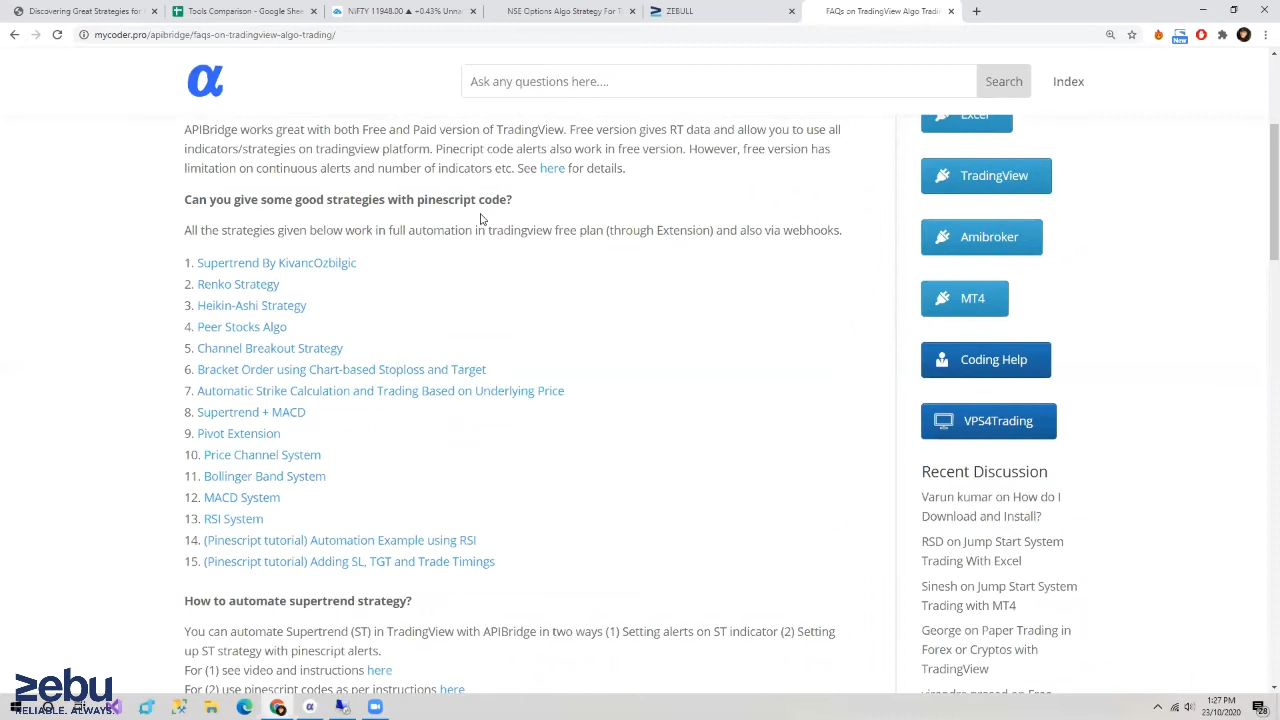 Discovering Great Strategies for
Tools Comparison - Google Shee
NIFTY 11948.00 ▲ +0.43% Unna
NSE Options Algo Strategy For T
ZEBULL
FAQs on TradingView Algo Tradi
mycoder.pro/apibridge/faqs-on-tradingview-algo-trading/
New
α
Ask any questions here....
Search
Index
APIBridge works great with both Free and Paid version of TradingView. Free version gives RT data and allow you to use all
indicators/strategies on tradingview platform. Pinecript code alerts also work in free version. However, free version has
limitation on continuous alerts and number of indicators etc. See here for details.
Can you give some good strategies with pinescript code?
All the strategies given below work in full automation in tradingview free plan (through Extension) and also via webhooks.
1. Supertrend By KivancOzbilgic
2. Renko Strategy
3. Heikin-Ashi Strategy
4. Peer Stocks Algo
5. Channel Breakout Strategy
6. Bracket Order using Chart-based Stoploss and Target
7. Automatic Strike Calculation and Trading Based on Underlying Price
8. Supertrend + MACD
9. Pivot Extension
10. Price Channel System
11. Bollinger Band System
12. MACD System
13. RSI System
14. (Pinescript tutorial) Automation Example using RSI
15. (Pinescript tutorial) Adding SL, TGT and Trade Timings
How to automate supertrend strategy?
You can automate Supertrend (ST) in TradingView with APIBridge in two ways (1) Setting alerts on ST indicator (2) Setting
up ST strategy with pinescript alerts.
For (1) see video and instructions here
For (2) use pinescript codes as per instructions here
Excel
TradingView
Amibroker
MT4
Coding Help
VPS4Trading
Recent Discussion
Varun kumar on How do I
Download and Install?
RSD on Jump Start System
Trading With Excel
Sinesh on Jump Start System
Trading with MT4
George on Paper Trading in
Forex or Cryptos with
TradingView
zebu
RELIABLE. ALWAYS.
1:27 PM
23/10/2020
28